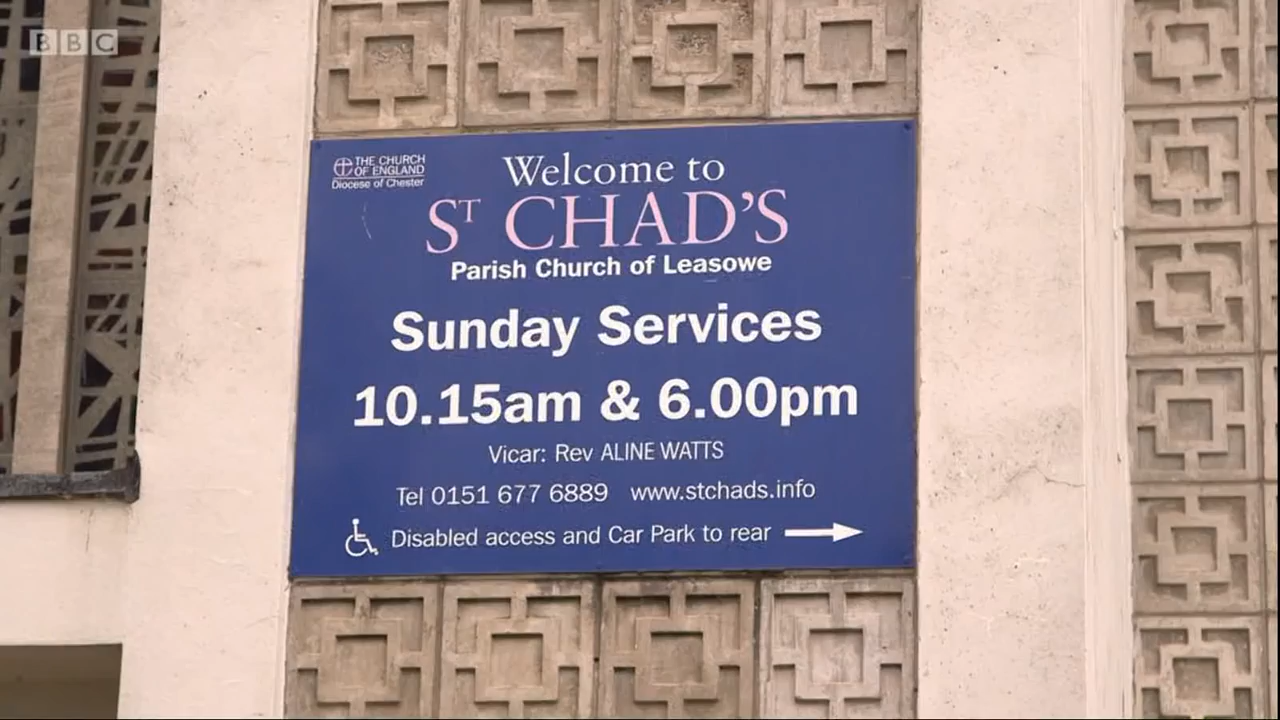 BBC
THE CHURCH
OF ENGLAND
Diocese of Chester
Welcome to
ST CHAD'S
Parish Church of Leasowe
Sunday Services
10.15am & 6.00pm
Vicar: Rev ALINE WATTS
Tel 0151 677 6889 www.stchads.info
Disabled access and Car Park to rear